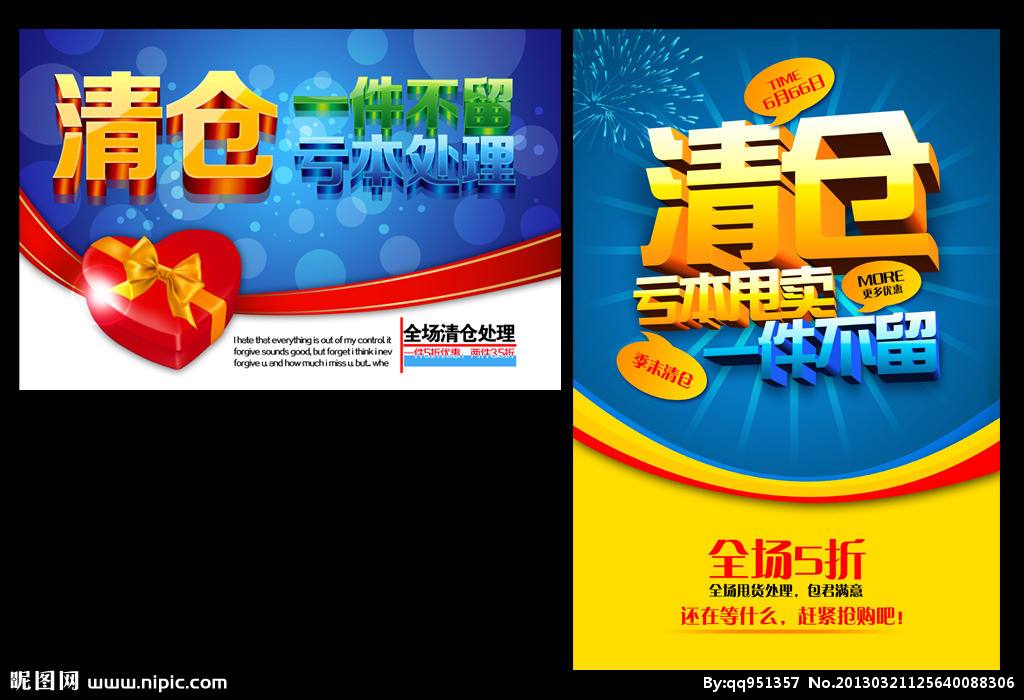 清仓
一件不留
亏本处理
I hate that everything is out of my control. it
forgive sounds good, but forget i think i nev
forgive u. and how much i miss u. but.. whe
全场清仓处理
一件5折优惠，两件3.5折
TIME
6月66日
清仓
亏本甩卖
MORE
更多优惠
一件不留
季末清仓
全场5折
全场甩货处理，包君满意
还在等什么，赶紧抢购吧！
昵图网 www.nipic.com
By:qq951357 No.20130321125640088306